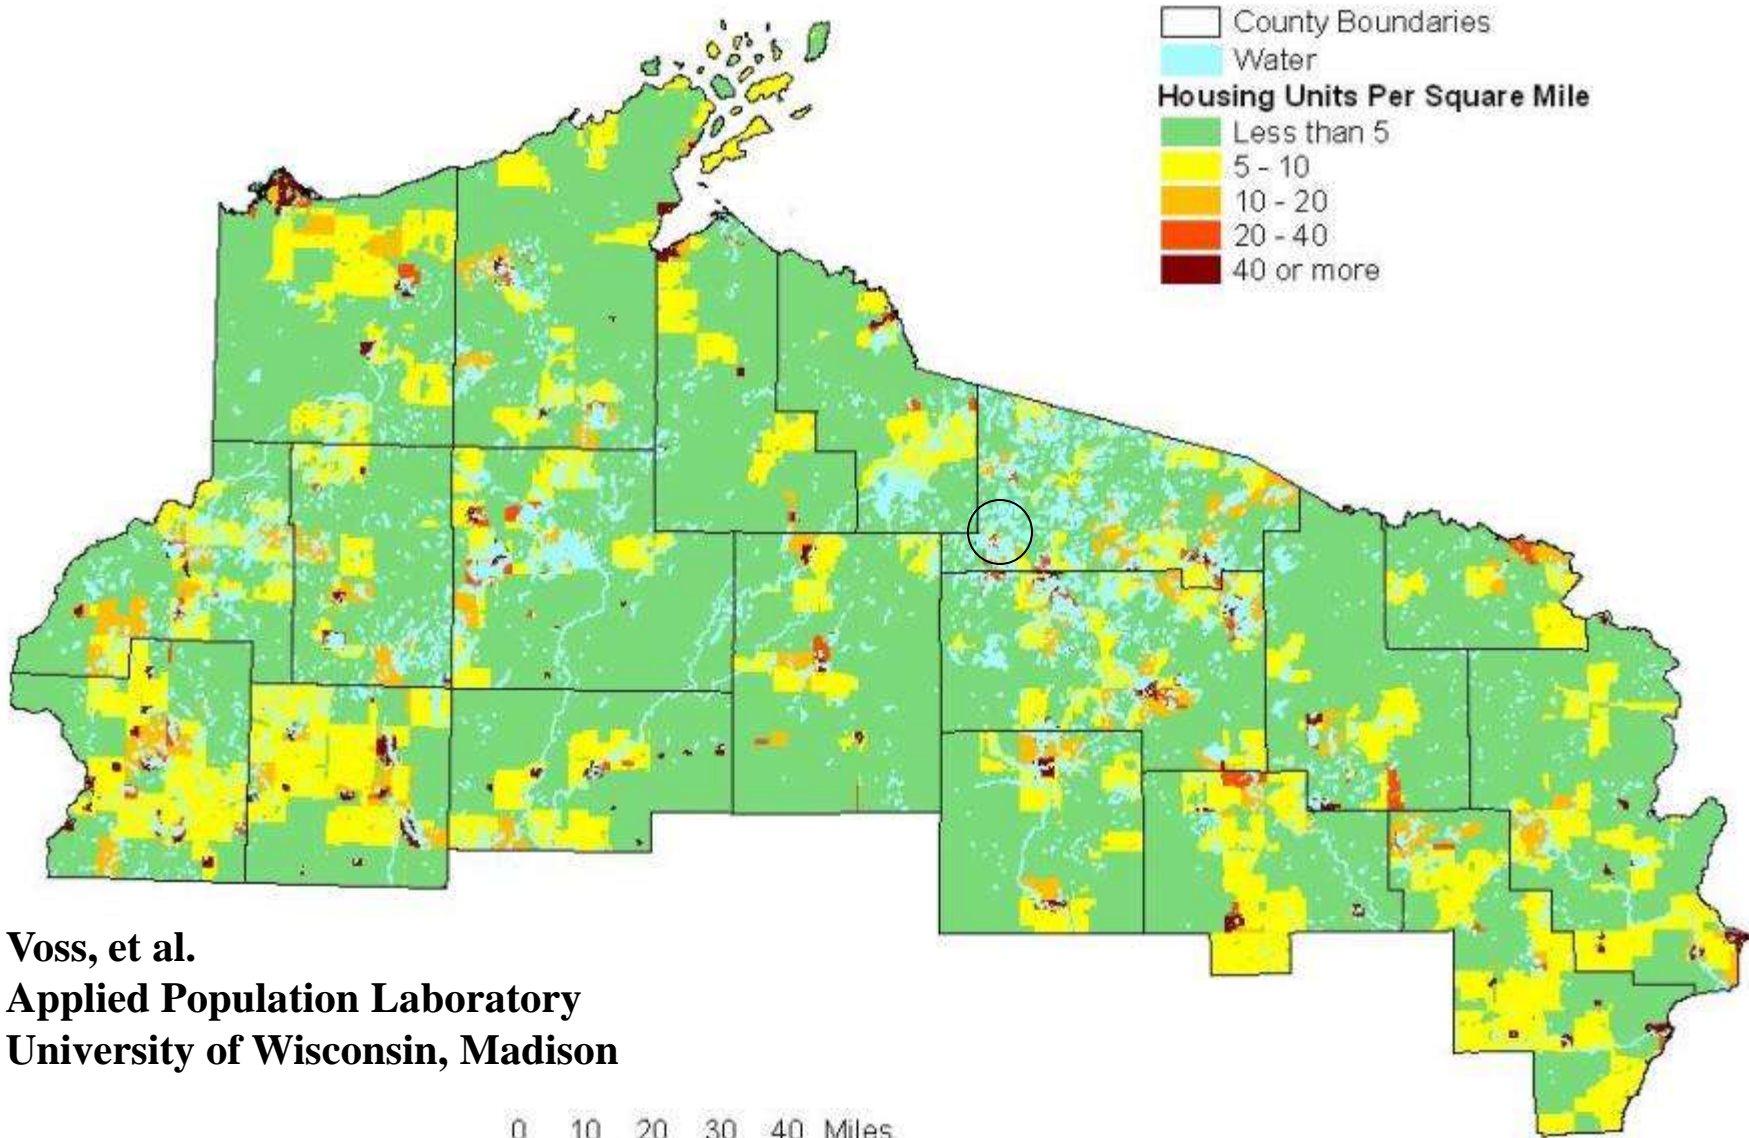 County Boundaries
Water
Housing Units Per Square Mile
Less than 5
5 - 10
10 - 20
20 - 40
40 or more
Voss, et al.
Applied Population Laboratory
University of Wisconsin, Madison
0 10 20 30 40 Miles